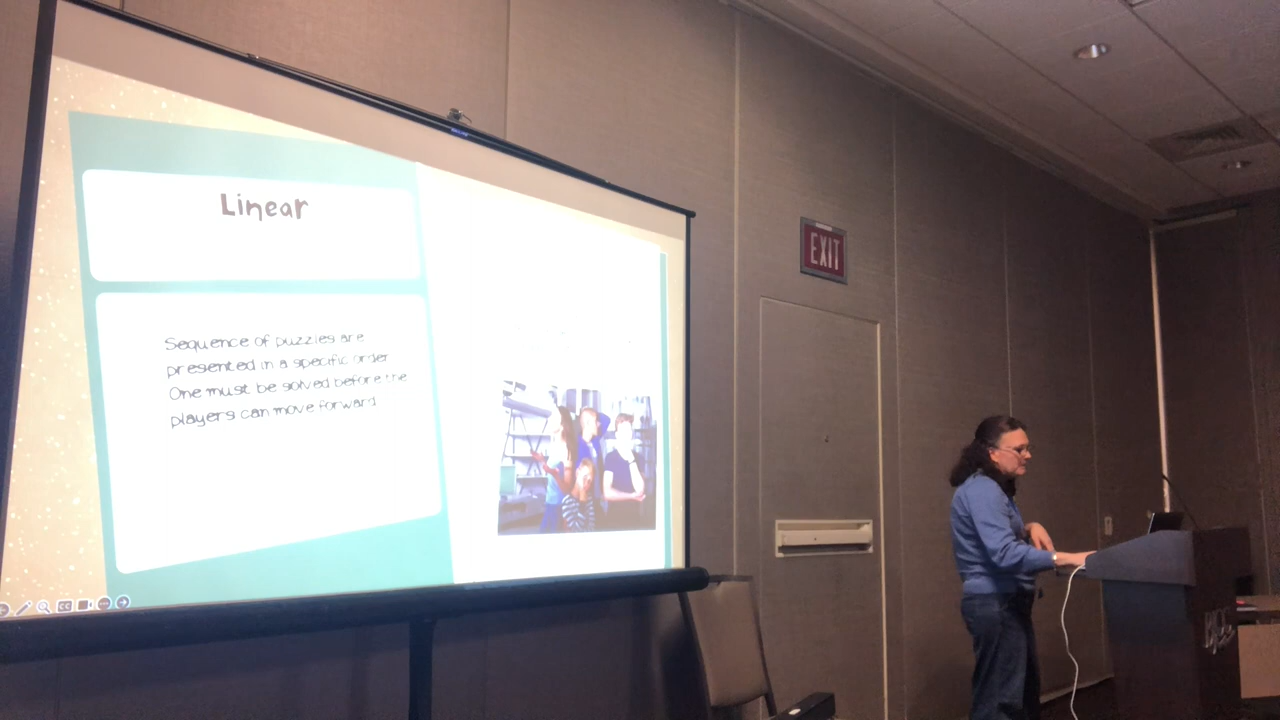 Linear
Sequence of puzzles are
presented in a specific order
One must be solved before the
players can move forward
EXIT
CC